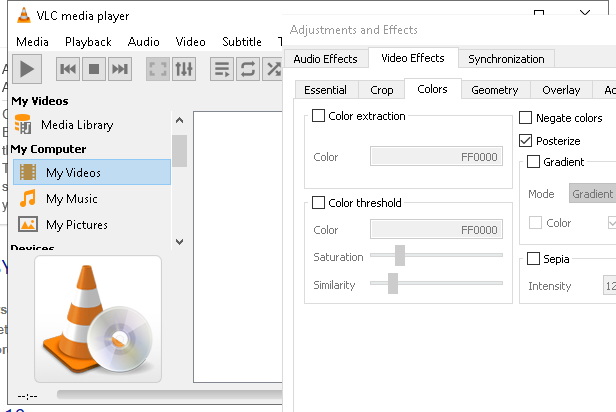 VLC media player
Media Playback Audio Video Subtitle T
My Videos
Media Library
My Computer
My Videos
My Music
My Pictures
Devices
--:--
Adjustments and Effects
Audio Effects Video Effects Synchronization
Essential Crop Colors Geometry Overlay
Color extraction
Color FF0000
Color threshold
Color FF0000
Saturation
Similarity
Negate colors
Posterize
Gradient
Mode Gradient
Color
Sepia
Intensity 12